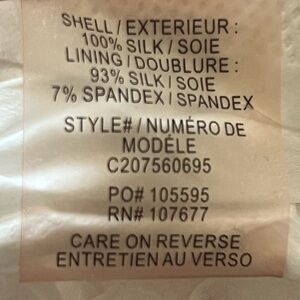 SHELL / EXTERIEUR :
100% SILK / SOIE
LINING / DOUBLURE :
93% SILK / SOIE
7% SPANDEX / SPANDEX
STYLE# / NUMÉRO DE
MODÉLE
C207560695
PO# 105595
RN# 107677
CARE ON REVERSE
ENTRETIEN AU VERSO